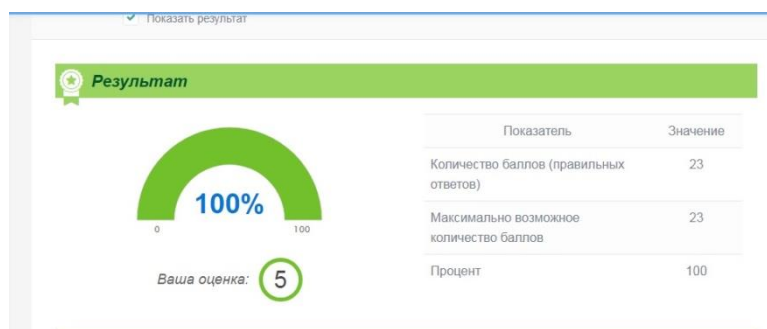 Показать результат
Результат
100%
0
100
Ваша оценка: 5
Показатель Значение
Количество баллов (правильных 23
ответов)
Максимально возможное 23
количество баллов
Процент 100